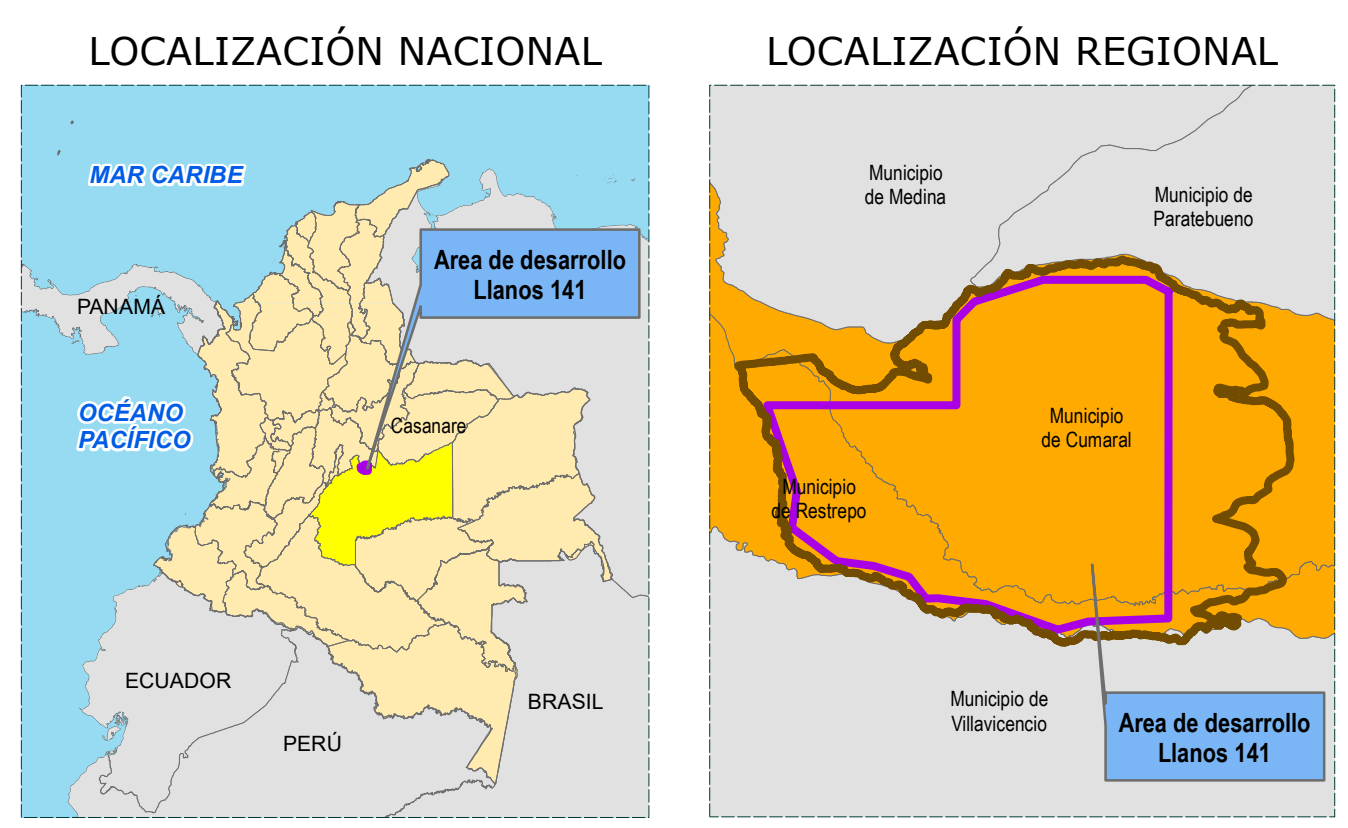 LOCALIZACIÓN NACIONAL
MAR CARIBE
Area de desarrollo
Llanos 141
PANAMÁ
OCÉANO
PACÍFICO
Casanare
ECUADOR
BRASIL
PERÚ
LOCALIZACIÓN REGIONAL
Municipio
de Medina
Municipio de
Paratebueno
Municipio
de Cumaral
Municipio
de Restrepo
Municipio de
Villavicencio
Area de desarrollo
Llanos 141